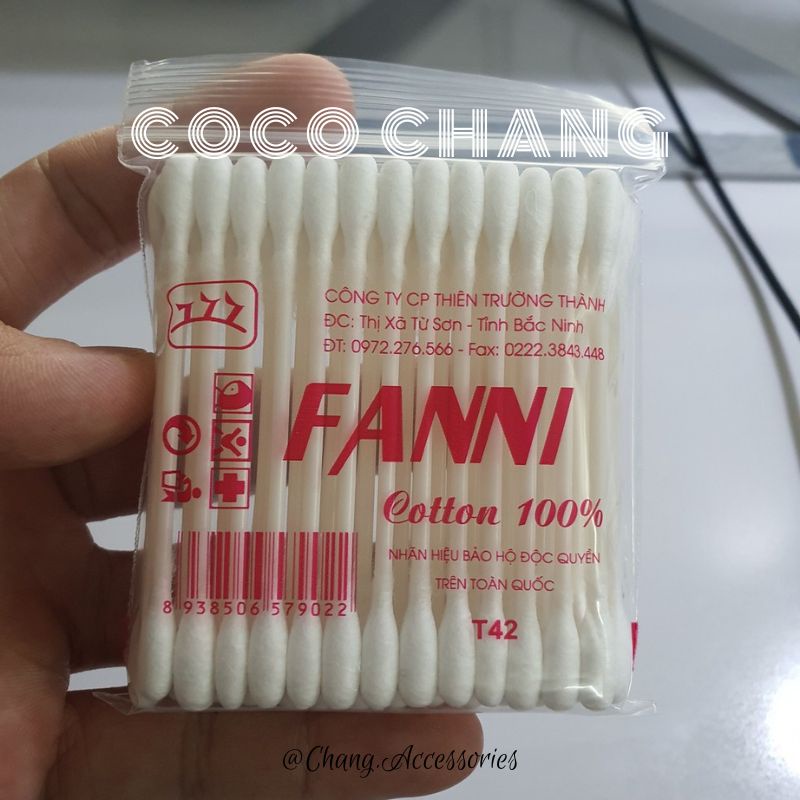 COCO CHANG
CÔNG TY CP THIÊN TRƯỜNG THÀNH
ĐC: Thị Xã Từ Sơn - Tỉnh Bắc Ninh
ĐT: 0972.276.566 - Fax: 0222.3843.448
FANNI
Cotton 100%
NHÃN HIỆU BẢO HỘ ĐỘC QUYỀN
TRÊN TOÀN QUỐC
8 938506 579022
T42
@Chang.Accessories